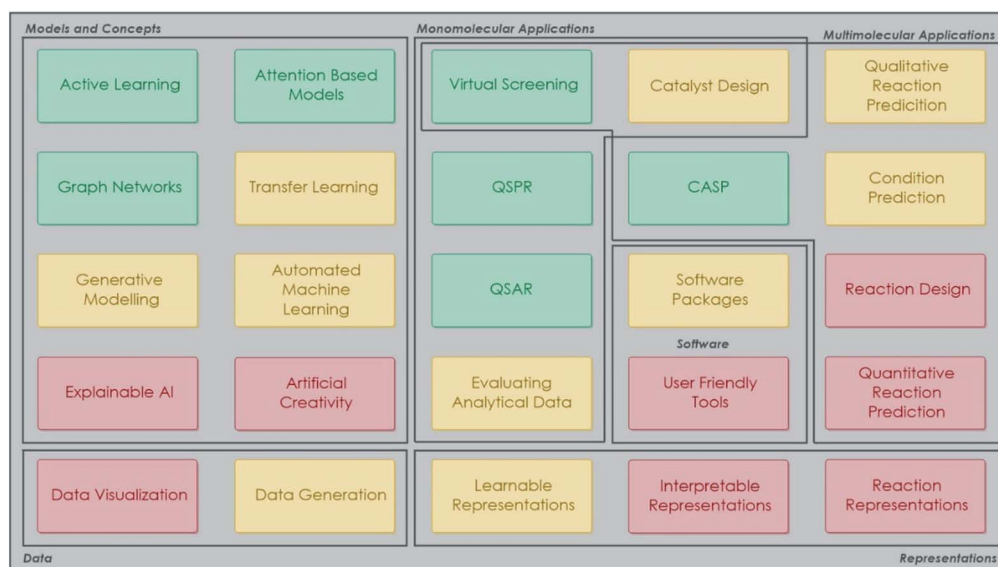 Models and Concepts
Monomolecular Applications
Multimolecular Applications
Active Learning
Attention Based
Models
Virtual Screening
Catalyst Design
Qualitative
Reaction
Predicition
Graph Networks
Transfer Learning
QSPR
CASP
Condition
Prediction
Generative
Modelling
Automated
Machine
Learning
QSAR
Software
Packages
Reaction Design
Software
Explainable AI
Artificial
Creativity
Evaluating
Analytical Data
User Friendly
Tools
Quantitative
Reaction
Prediction
Data Visualization
Data Generation
Learnable
Representations
Interpretable
Representations
Reaction
Representations
Data
Representations